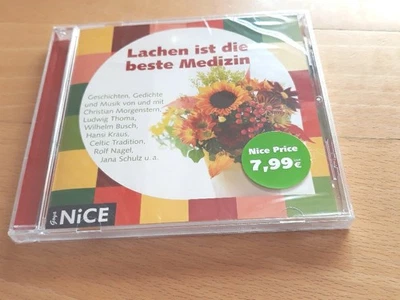 Lachen ist die
beste Medizin
Geschichten, Gedichte
und Musik von und mit
Christian Morgenstern,
Ludwig Thoma,
Wilhelm Busch,
Hans Kraus,
Celtic Tradition,
Rolf Nagel,
Jana Schulz u.a.
Nice Price
7,99 €
NiCE